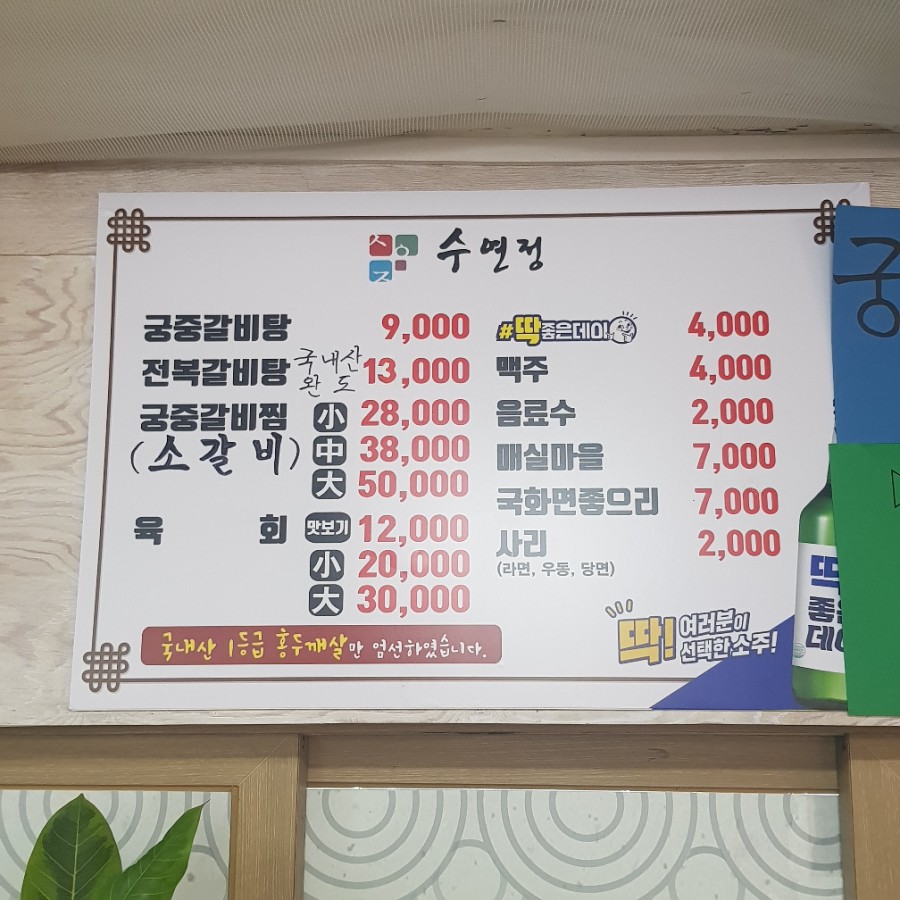 수연정
궁중갈비탕 9,000
전복갈비탕 국내산 완도 13,000
궁중갈비찜 小 28,000
(소갈비) 中 38,000
大 50,000
육회 맛보기 12,000
小 20,000
大 30,000
국내산 1등급 홍두깨살만 엄선하였습니다.
#딱좋은데이 4,000
맥주 4,000
음료수 2,000
매실마을 7,000
국화면좋으리 7,000
사리 2,000
(라면, 우동, 당면)
딱! 여러분이
선택한 소주!
궁